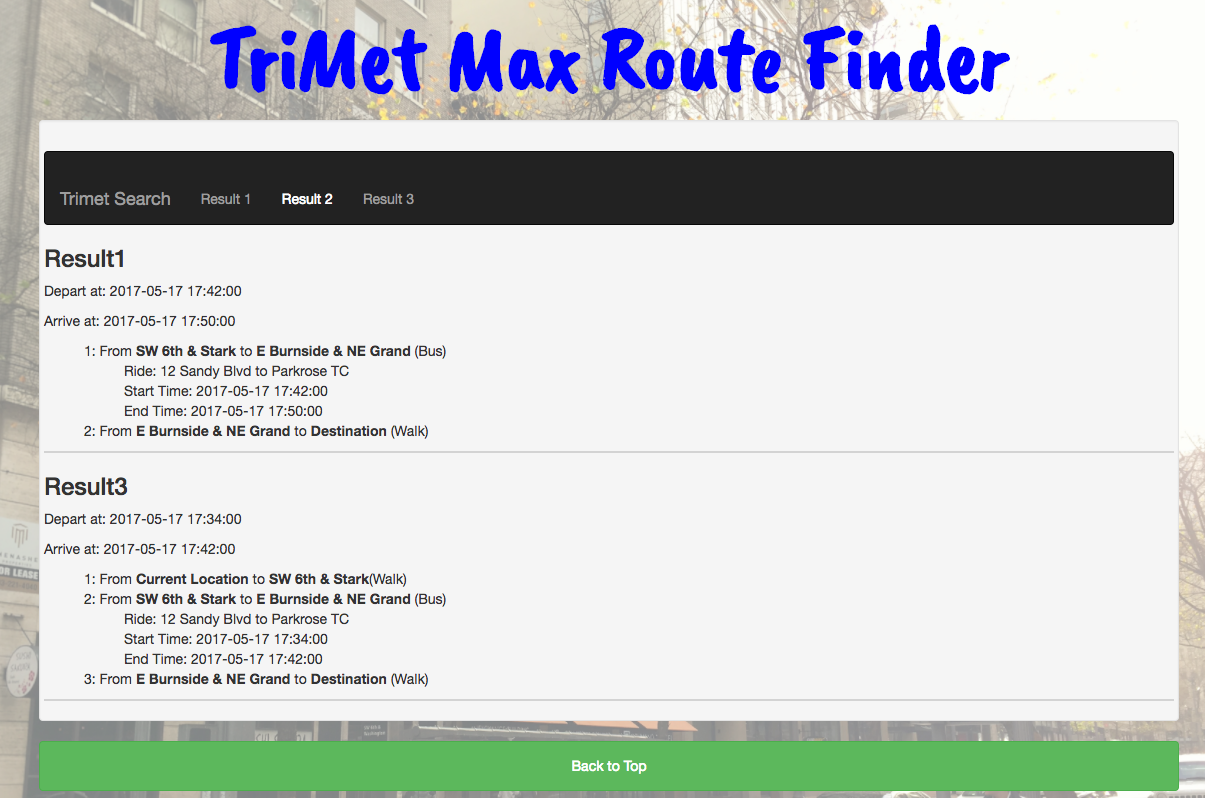 TriMet Max Route Finder
Trimet Search Result 1 Result 2 Result 3
Result1
Depart at: 2017-05-17 17:42:00
Arrive at: 2017-05-17 17:50:00
1: From SW 6th & Stark to E Burnside & NE Grand (Bus)
Ride: 12 Sandy Blvd to Parkrose TC
Start Time: 2017-05-17 17:42:00
End Time: 2017-05-17 17:50:00
2: From E Burnside & NE Grand to Destination (Walk)
Result3
Depart at: 2017-05-17 17:34:00
Arrive at: 2017-05-17 17:42:00
1: From Current Location to SW 6th & Stark(Walk)
2: From SW 6th & Stark to E Burnside & NE Grand (Bus)
Ride: 12 Sandy Blvd to Parkrose TC
Start Time: 2017-05-17 17:34:00
End Time: 2017-05-17 17:42:00
3: From E Burnside & NE Grand to Destination (Walk)
OR LEASE
Back to Top